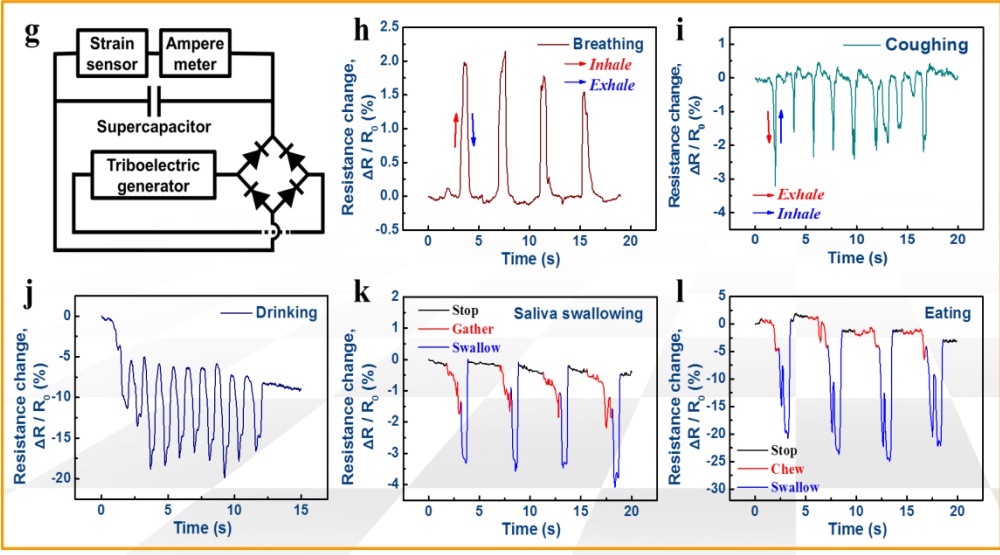 g
Strain
sensor
Ampere
meter
Supercapacitor
Triboelectric
generator
h
Resistance change,
ΔR / R0 (%)
2.5
2.0
1.5
1.0
0.5
0.0
-0.5
Breathing
Inhale
Exhale
0 5 10 15 20
Time (s)
i
Resistance change,
ΔR / R0 (%)
1
0
-1
-2
-3
-4
Coughing
Exhale
Inhale
0 5 10 15 20
Time (s)
j
Resistance change,
ΔR / R0 (%)
0
-5
-10
-15
-20
Drinking
0 5 10 15
Time (s)
k
Resistance change,
ΔR / R0 (%)
2
1
0
-1
-2
-3
-4
Stop
Gather
Swallow
Saliva swallowing
0 5 10 15 20
Time (s)
l
Resistance change,
ΔR / R0 (%)
5
0
-5
-10
-15
-20
-25
-30
Eating
Stop
Chew
Swallow
0 5 10 15 20
Time (s)